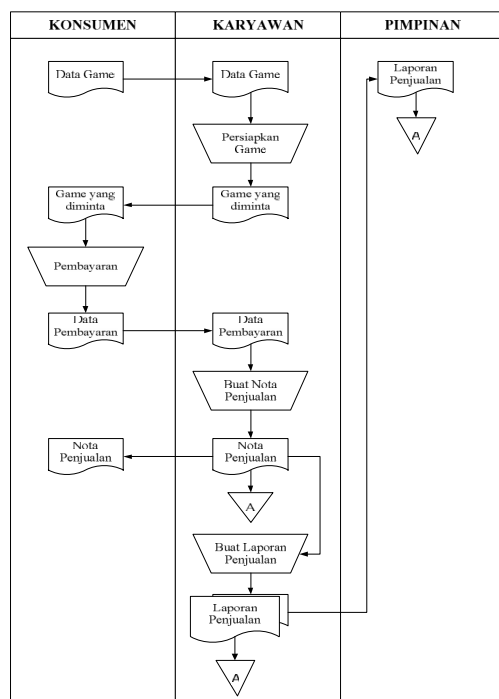 KONSUMEN
KARYAWAN
PIMPINAN
Data Game
Data Game
Laporan
Penjualan
A
Persiapkan
Game
Game yang
diminta
Game yang
diminta
Pembayaran
Data
Pembayaran
Data
Pembayaran
Buat Nota
Penjualan
Nota
Penjualan
Nota
Penjualan
A
Buat Laporan
Penjualan
Laporan
Penjualan
A